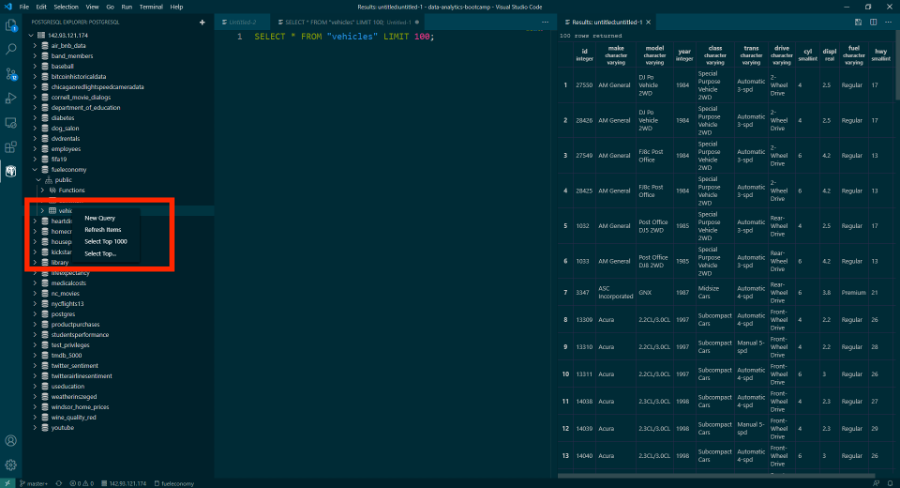 File Edit Selection View Go Run Terminal Help
Results: untitled:untitled-1 - data-analytics-bootcamp - Visual Studio Code
POSTGRESQL EXPLORER: POSTGRESQL
142.93.121.174
air_bnb_data
band_members
baseball
bitcoinhistoricaldata
chicagaoredlightspeedcameradata
cornell_movie_dialogs
department_of_education
diabetes
dog_salon
dvdrentals
employees
fifa19
fueleconomy
public
Functions
vehic
heartdi
homeer
housep
kickstar
library
lifeexpectancy
medicalcosts
nc_movies
nycflights13
postgres
productpurchases
studentsperformance
test_privileges
tmdb_5000
twitter_sentiment
twitterairlinesentiment
useducation
weatherinszeged
windsor_home_prices
wine_quality_red
youtube
New Query
Refresh Items
Select Top 1000
Select Top...
Untitled-2
SELECT * FROM "vehicles" LIMIT 100; Untitled-1
1 SELECT * FROM "vehicles" LIMIT 100;
Results: untitled:untitled-1
100 rows returned
id integer make character varying model character varying year integer class character varying trans character varying drive character varying cyl smallint displ real fuel character varying hwy smallint
1 27550 AM General DJ Po Vehicle 2WD 1984 Special Purpose Vehicle 2WD Automatic 3-spd 2-Wheel Drive 4 2.5 Regular 17
2 28426 AM General DJ Po Vehicle 2WD 1984 Special Purpose Vehicle 2WD Automatic 3-spd 2-Wheel Drive 4 2.5 Regular 17
3 27549 AM General FJ8c Post Office 1984 Special Purpose Vehicle 2WD Automatic 3-spd 2-Wheel Drive 6 4.2 Regular 13
4 28425 AM General FJ8c Post Office 1984 Special Purpose Vehicle 2WD Automatic 3-spd 2-Wheel Drive 6 4.2 Regular 13
5 1032 AM General Post Office DJ5 2WD 1985 Special Purpose Vehicle 2WD Automatic 3-spd Rear-Wheel Drive 4 2.5 Regular 17
6 1033 AM General Post Office DJ8 2WD 1985 Special Purpose Vehicle 2WD Automatic 3-spd Rear-Wheel Drive 6 4.2 Regular 13
7 3347 ASC Incorporated GNX 1987 Midsize Cars Automatic 4-spd Rear-Wheel Drive 6 3.8 Premium 21
8 13309 Acura 2.2CL/3.0CL 1997 Subcompact Cars Automatic 4-spd Front-Wheel Drive 4 2.2 Regular 26
9 13310 Acura 2.2CL/3.0CL 1997 Subcompact Cars Manual 5-spd Front-Wheel Drive 4 2.2 Regular 28
10 13311 Acura 2.2CL/3.0CL 1997 Subcompact Cars Automatic 4-spd Front-Wheel Drive 6 3 Regular 26
11 14038 Acura 2.3CL/3.0CL 1998 Subcompact Cars Automatic 4-spd Front-Wheel Drive 4 2.3 Regular 27
12 14039 Acura 2.3CL/3.0CL 1998 Subcompact Cars Manual 5-spd Front-Wheel Drive 4 2.3 Regular 29
13 14040 Acura 2.3CL/3.0CL 1998 Subcompact Cars Automatic 4-spd Front-Wheel Drive 6 3 Regular 26
master+ 0 0 142.93.121.174 fueleconomy